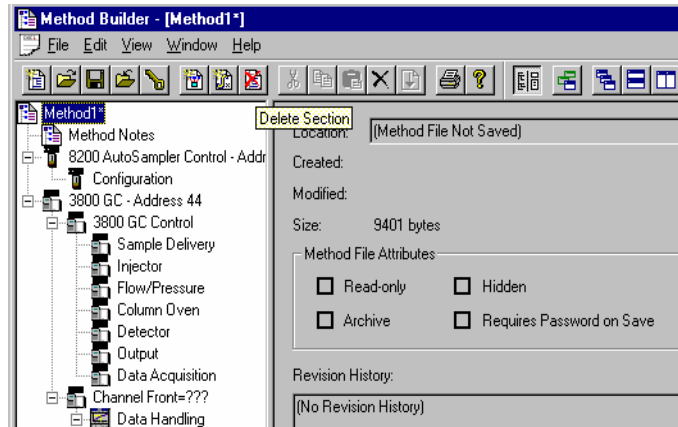 Method Builder - [Method1*]
File Edit View Window Help
Method1*
Method Notes
8200 AutoSampler Control - Addr
Configuration
3800 GC - Address 44
3800 GC Control
Sample Delivery
Injector
Flow/Pressure
Column Oven
Detector
Output
Data Acquisition
Channel Front=???
Data Handling
Delete Section
Location: (Method File Not Saved)
Created:
Modified:
Size: 9401 bytes
Method File Attributes
Read-only Hidden
Archive Requires Password on Save
Revision History:
(No Revision History)